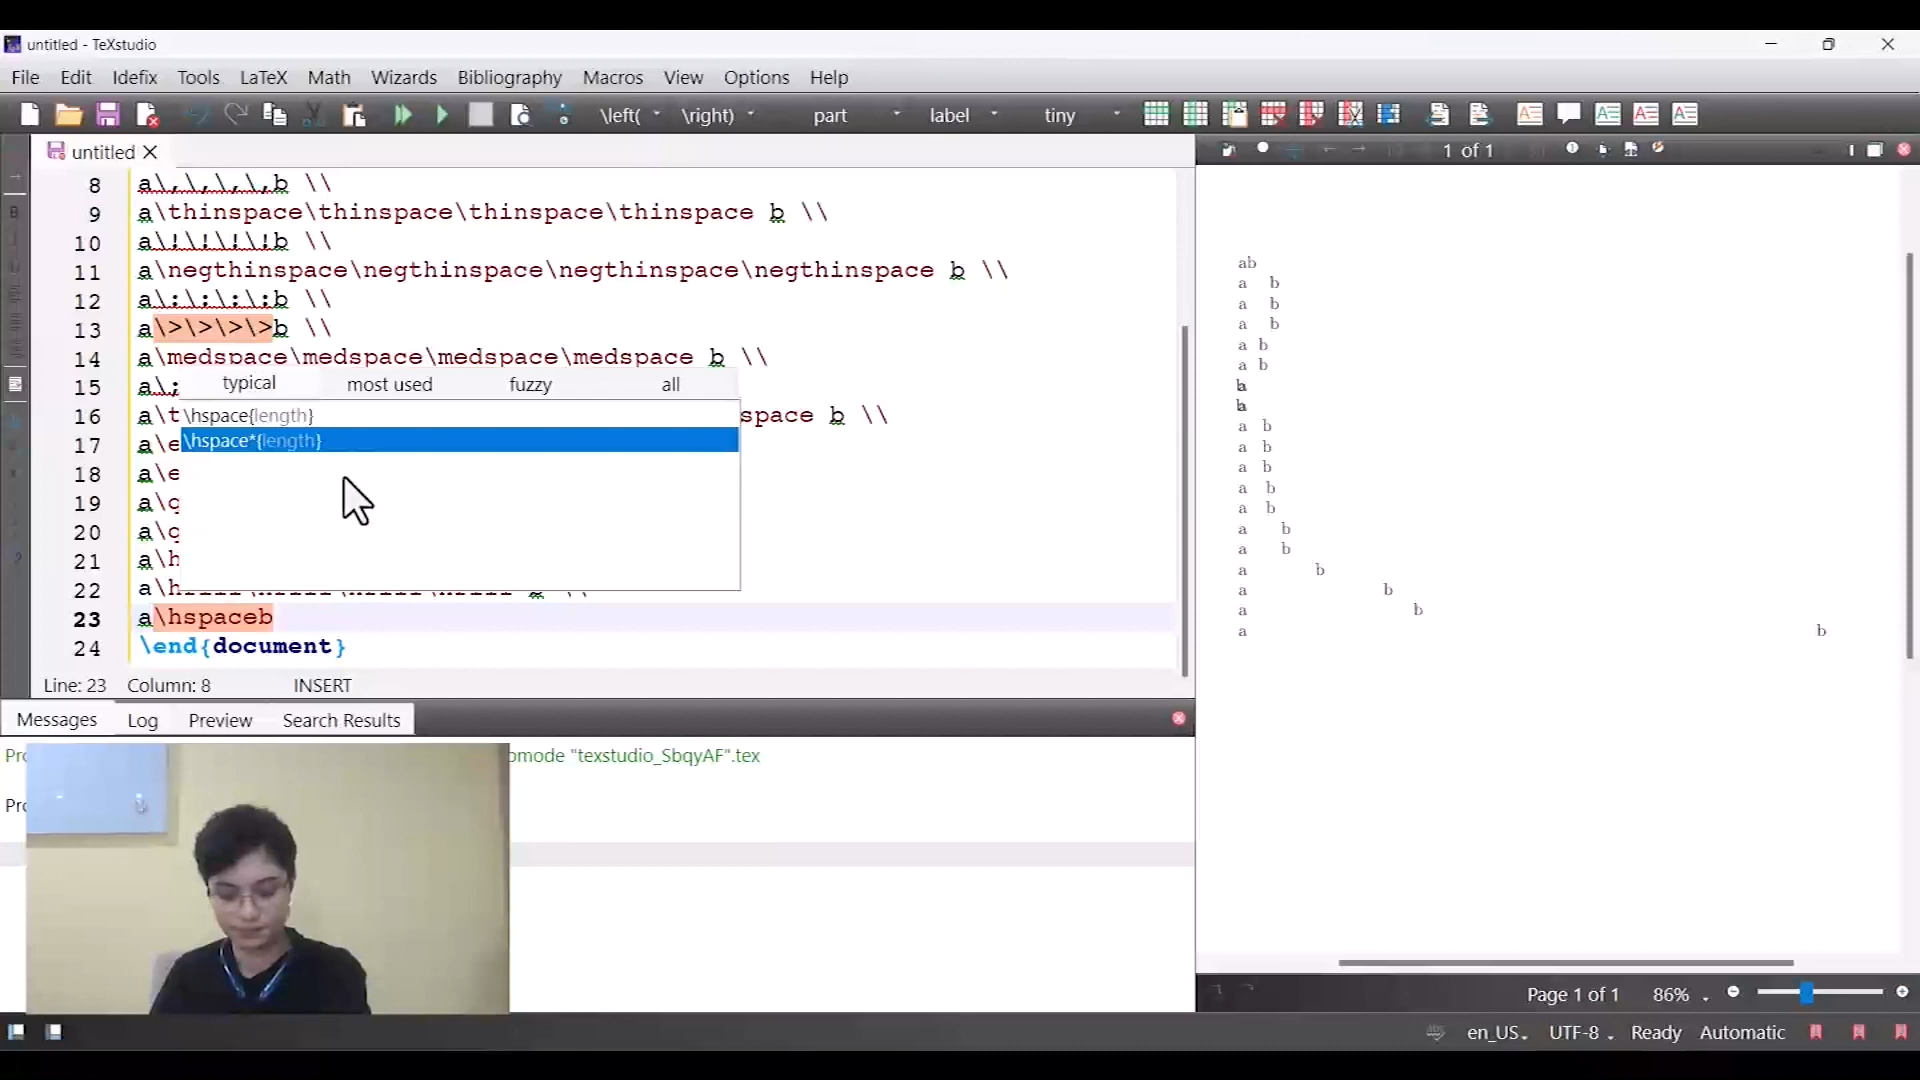 untitled - TeXstudio
File Edit Idefix Tools LaTeX Math Wizards Bibliography Macros View Options Help
\left( \right) part label tiny
untitled
1 of 1
8 a\,\,\,\,b \\
9 a\thinspace\thinspace\thinspace\thinspace b \\
10 a\!\!\!\!b \\
11 a\negthinspace\negthinspace\negthinspace\negthinspace b \\
12 a\:\:\:\:b \\
13 a\>\>\>\>b \\
14 a\medspace\medspace\medspace\medspace b \\
15 a\;
typical most used fuzzy all
16 a\t
\hspace{length}
space b \\
17 a\e
\hspace*{length}
18 a\e
19 a\q
20 a\q
21 a\h
22 a\h
23 a\hspaceb
24 \end{document}
Line: 23 Column: 8 INSERT
Messages Log Preview Search Results
Pro
omode "texstudio_SbqyAF".tex
Pro
ab
a b
a b
a b
a b
a b
b
b
a b
a b
a b
a b
a b
a b
a b
a b
a b
a b
a b
Page 1 of 1 86%
en_US UTF-8 Ready Automatic